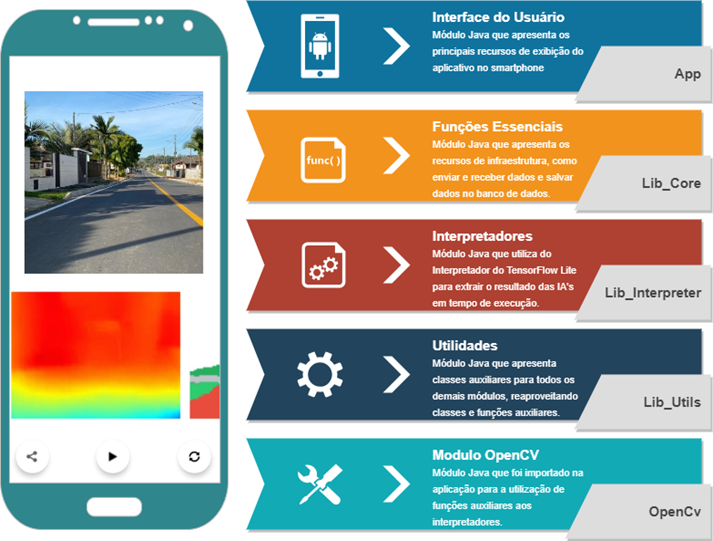 Interface do Usuário
Módulo Java que apresenta os
principais recursos de exibição do
aplicativo no smartphone
App
Funções Essenciais
Módulo Java que apresenta os
recursos de infraestrutura, como
enviar e receber dados e salvar
dados no banco de dados.
func( )
Lib_Core
Interpretadores
Módulo Java que utiliza do
Interpretador do TensorFlow Lite
para extrair o resultado das IA's
em tempo de execução.
Lib_Interpreter
Utilidades
Módulo Java que apresenta
classes auxiliares para todos os
demais módulos, reaproveitando
classes e funções auxiliares.
Lib_Utils
Modulo OpenCV
Módulo Java que foi importado na
aplicação para a utilização de
funções auxiliares aos
interpretadores.
OpenCv